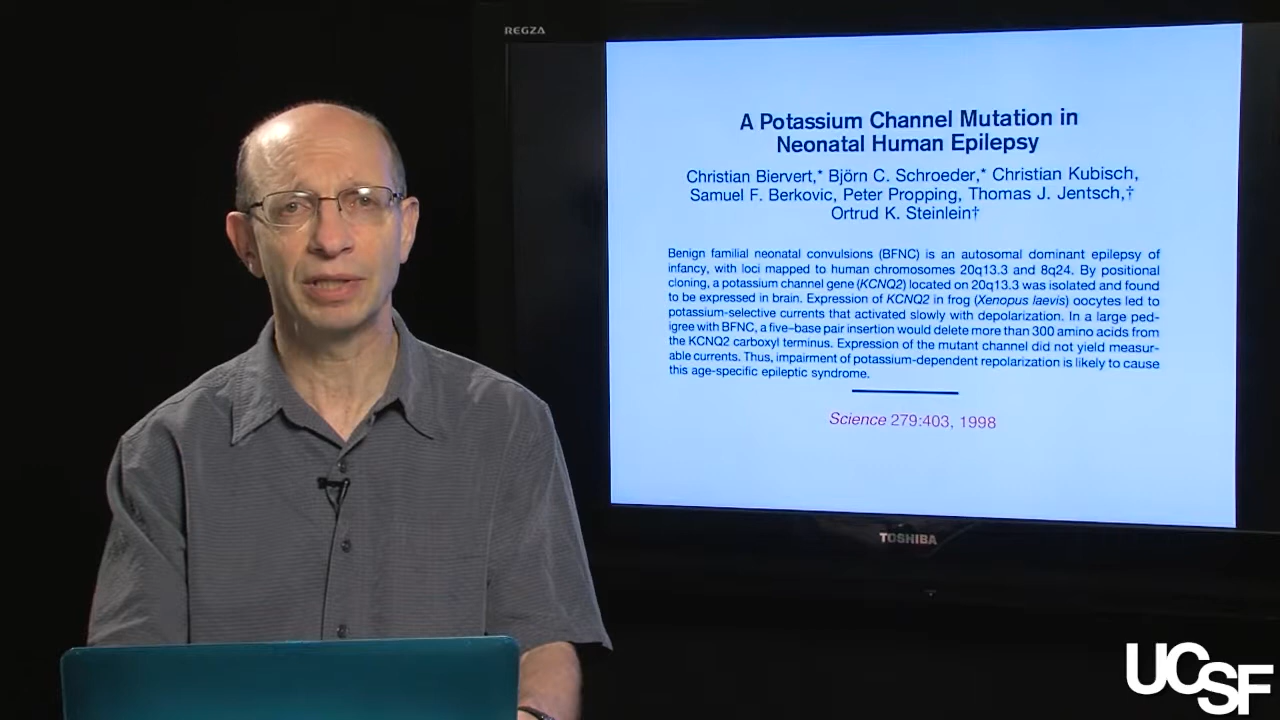 REGZA
A Potassium Channel Mutation in
Neonatal Human Epilepsy
Christian Biervert,* Björn C. Schroeder,* Christian Kubisch,
Samuel F. Berkovic, Peter Propping, Thomas J. Jentsch,†
Ortrud K. Steinlein†
Benign familial neonatal convulsions (BFNC) is an autosomal dominant epilepsy of
infancy, with loci mapped to human chromosomes 20q13.3 and 8q24. By positional
cloning, a potassium channel gene (KCNQ2) located on 20q13.3 was isolated and found
to be expressed in brain. Expression of KCNQ2 in frog (Xenopus laevis) oocytes led to
potassium-selective currents that activated slowly with depolarization. In a large ped-
igree with BFNC, a five–base pair insertion would delete more than 300 amino acids from
the KCNQ2 carboxyl terminus. Expression of the mutant channel did not yield measur-
able currents. Thus, impairment of potassium-dependent repolarization is likely to cause
this age-specific epileptic syndrome.
Science 279:403, 1998
TOSHIBA
UCSF